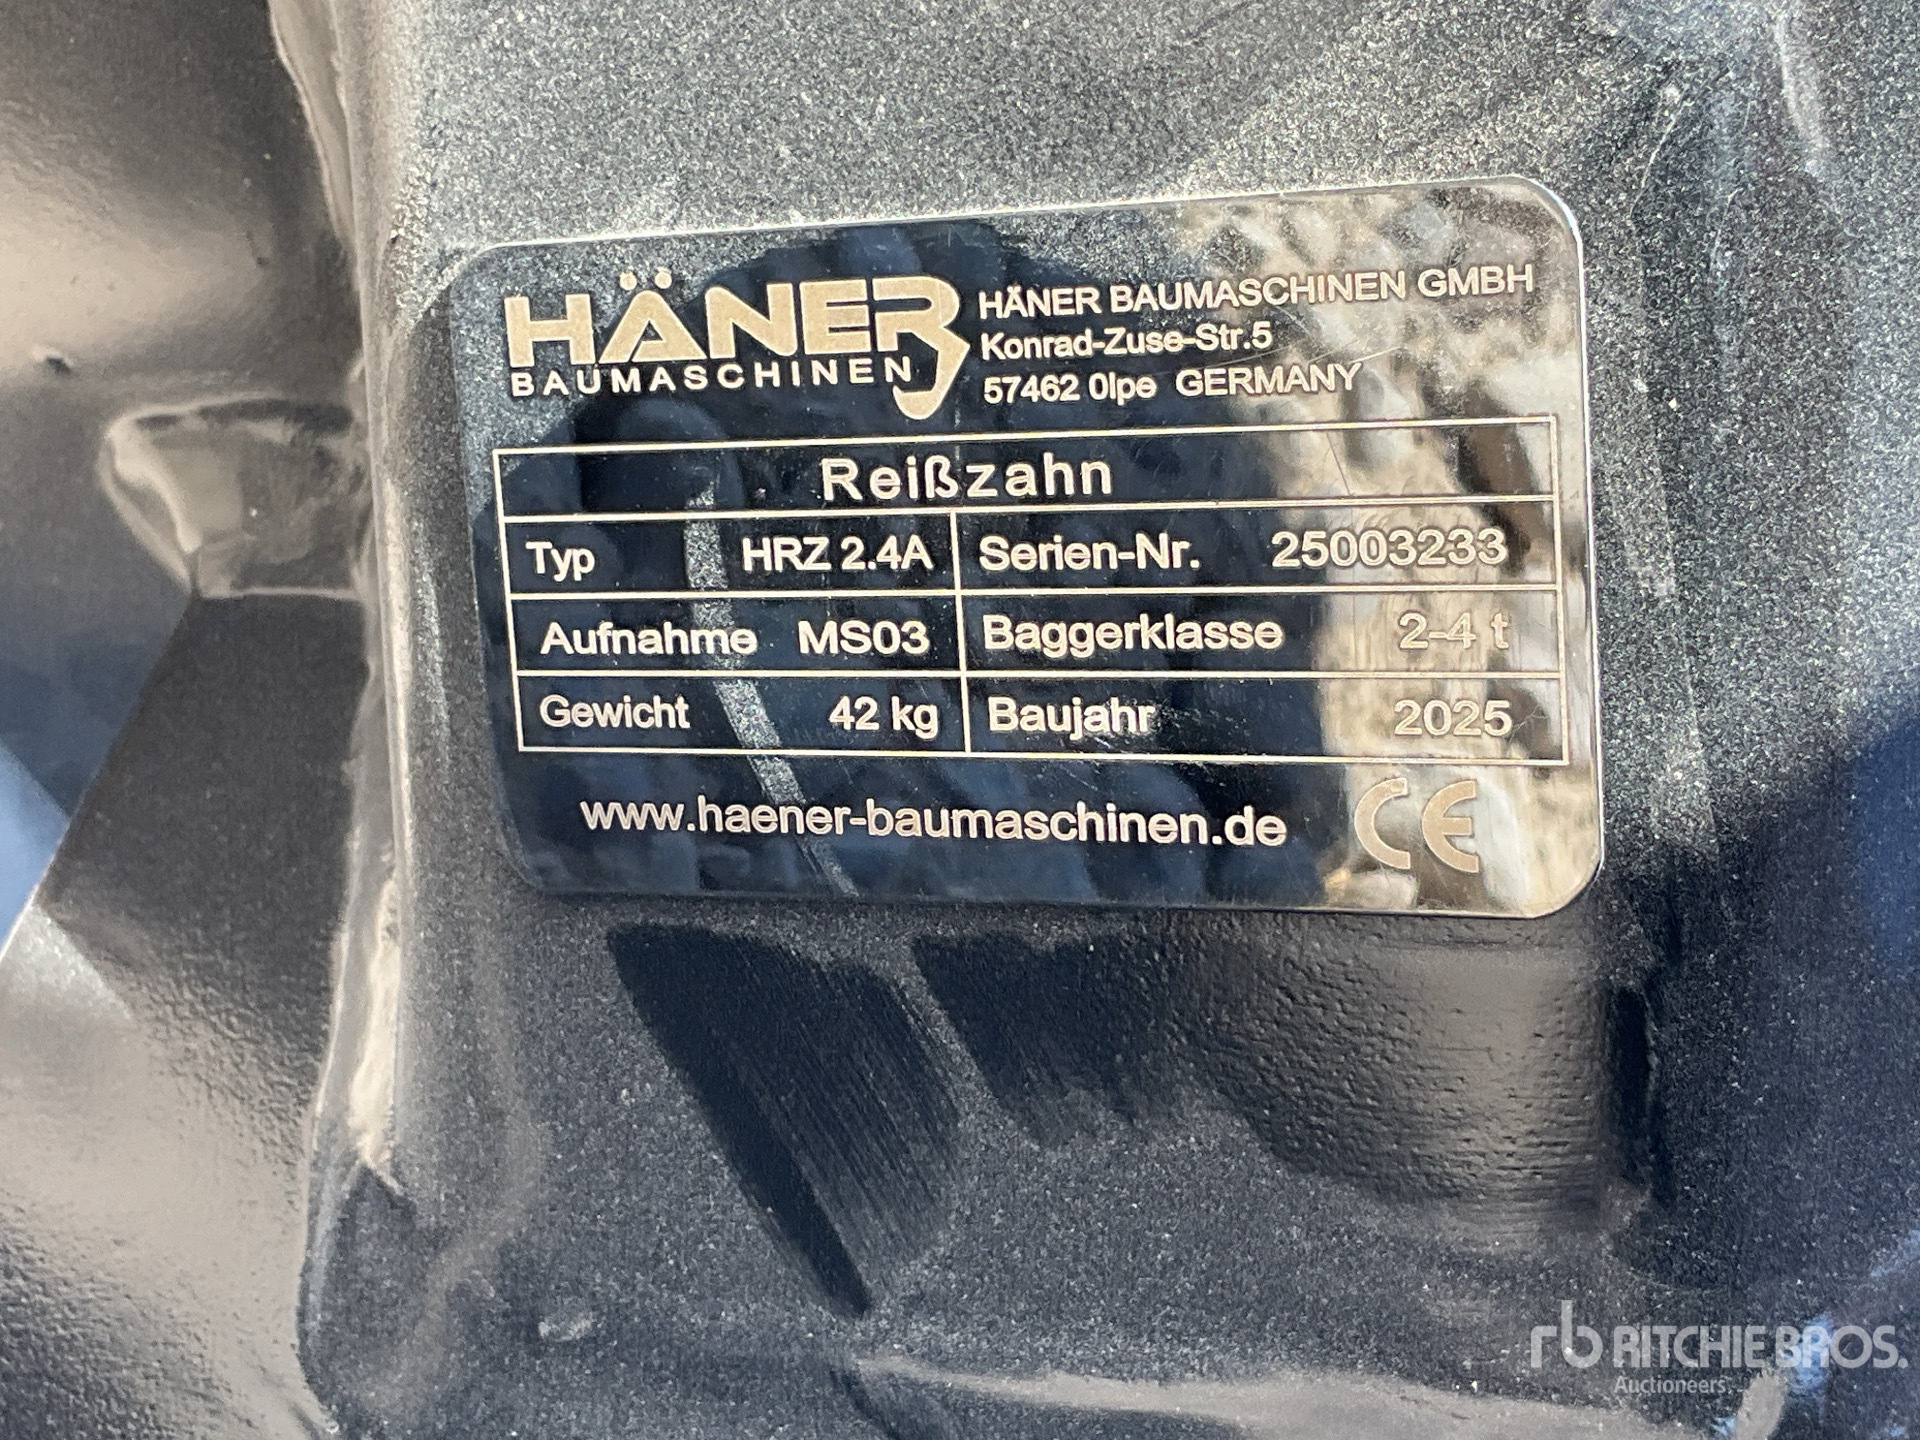 HÄNER
BAUMASCHINEN
HÄNER BAUMASCHINEN GMBH
Konrad-Zuse-Str.5
57462 0lpe GERMANY
Reißzahn
Typ HRZ 2.4A Serien-Nr. 25003233
Aufnahme MS03 Baggerklasse 2-4 t
Gewicht 42 kg Baujahr 2025
www.haener-baumaschinen.de CE
rb RITCHIE BROS.
Auctioneers